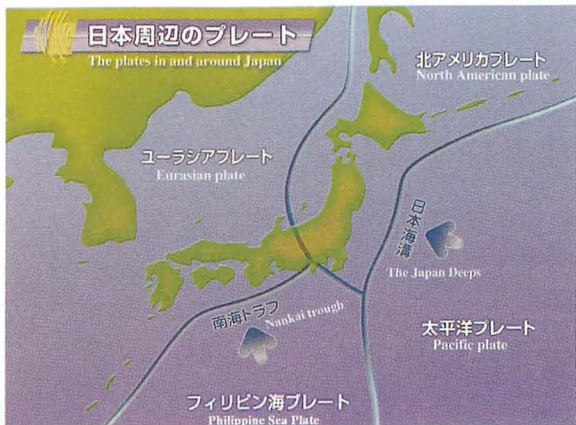 日本周辺のプレート
The plates in and around Japan
北アメリカプレート
North American plate
ユーラシアプレート
Eurasian plate
日本海溝
The Japan Deeps
南海トラフ
Nankai trough
太平洋プレート
Pacific plate
フィリピン海プレート
Philippine Sea Plate